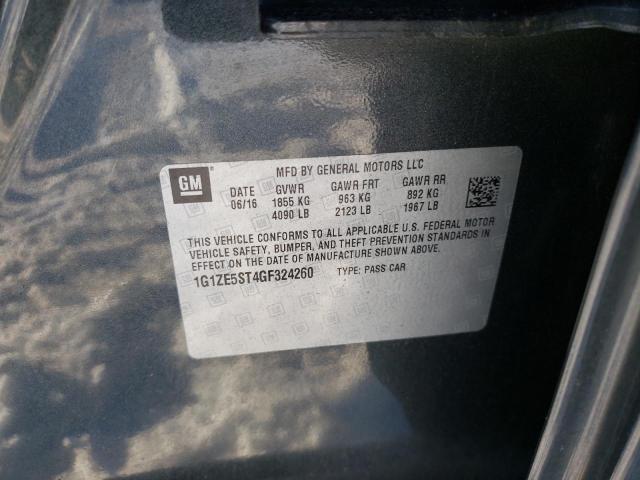 MFD BY GENERAL MOTORS LLC
GM
DATE GVWR GAWR FRT GAWR RR
06/16 1855 KG 963 KG 892 KG
4090 LB 2123 LB 1967 LB
THIS VEHICLE CONFORMS TO ALL APPLICABLE U.S. FEDERAL MOTOR
VEHICLE SAFETY, BUMPER, AND THEFT PREVENTION STANDARDS IN
EFFECT ON THE DATE OF MANUFACTURE SHOWN ABOVE.
1G1ZE5ST4GF324260 TYPE: PASS CAR